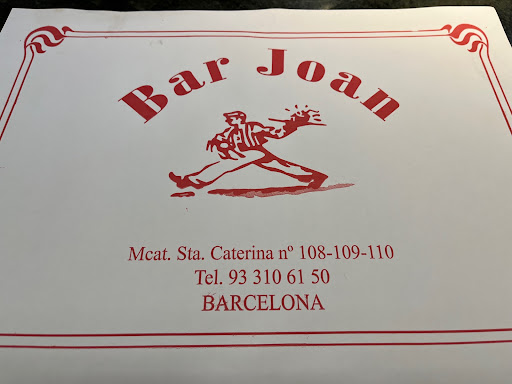 Bar Joan
Mcat. Sta. Caterina nº 108-109-110
Tel. 93 310 61 50
BARCELONA